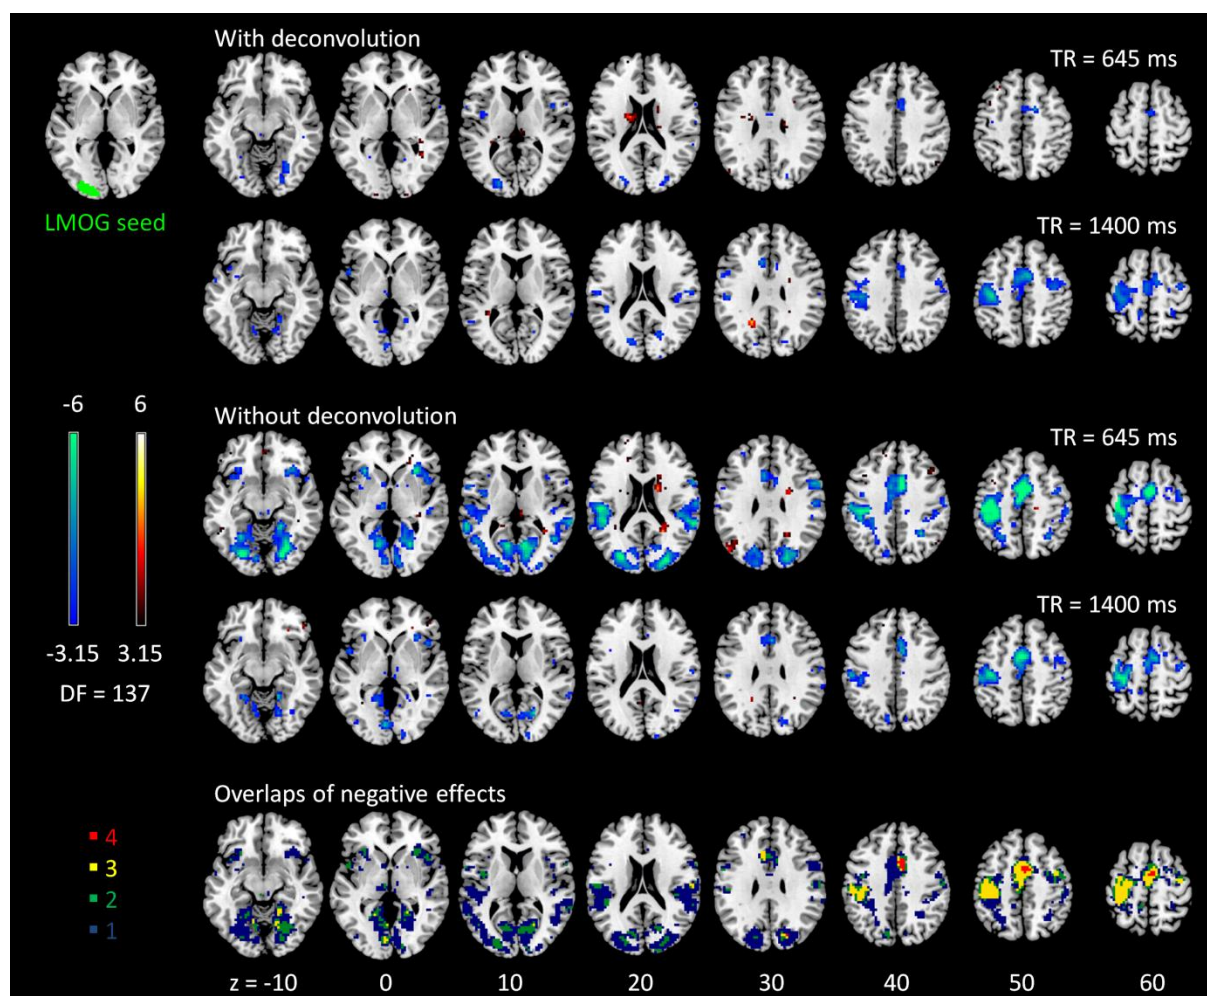 With deconvolution
TR = 645 ms
LMOG seed
TR = 1400 ms
-6 6
Without deconvolution
TR = 645 ms
TR = 1400 ms
-3.15 3.15
DF = 137
Overlaps of negative effects
4
3
2
1
z = -10 0 10 20 30 40 50 60